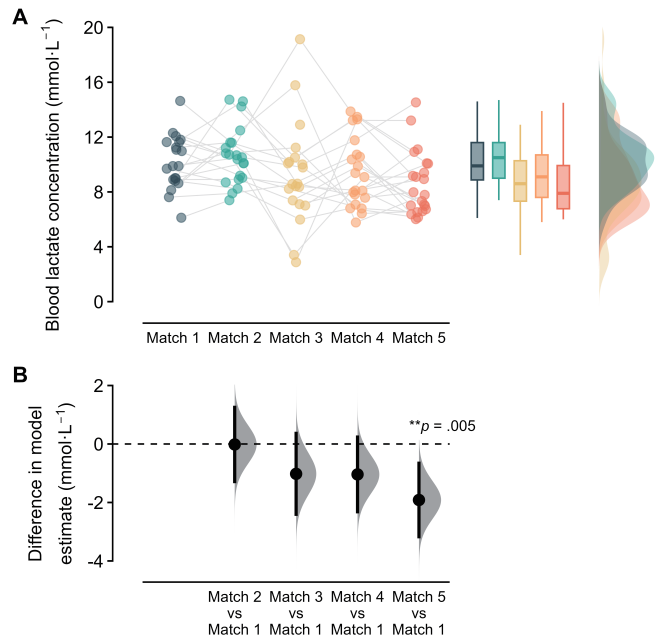 A
Blood lactate concentration (mmol·L⁻¹)
20
16
12
8
4
0
Match 1 Match 2 Match 3 Match 4 Match 5
B
Difference in model
estimate (mmol·L⁻¹)
2
0
-2
-4
**p = .005
Match 2 Match 3 Match 4 Match 5
vs vs vs vs
Match 1 Match 1 Match 1 Match 1